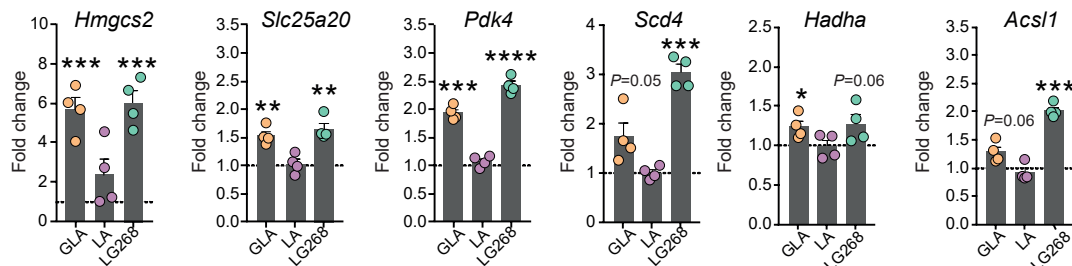 Hmgcs2
Fold change
10
8
6
4
2
0
***
***
GLA
LA
LG268
Slc25a20
Fold change
3.5
3.0
2.5
2.0
1.5
1.0
0.5
0.0
**
**
GLA
LA
LG268
Pdk4
Fold change
3.5
3.0
2.5
2.0
1.5
1.0
0.5
0.0
***
****
GLA
LA
LG268
Scd4
Fold change
4
3
2
1
0
P=0.05
***
GLA
LA
LG268
Hadha
Fold change
2.5
2.0
1.5
1.0
0.5
0.0
*
P=0.06
GLA
LA
LG268
Acsl1
Fold change
3.5
3.0
2.5
2.0
1.5
1.0
0.5
0.0
P=0.06
***
GLA
LA
LG268